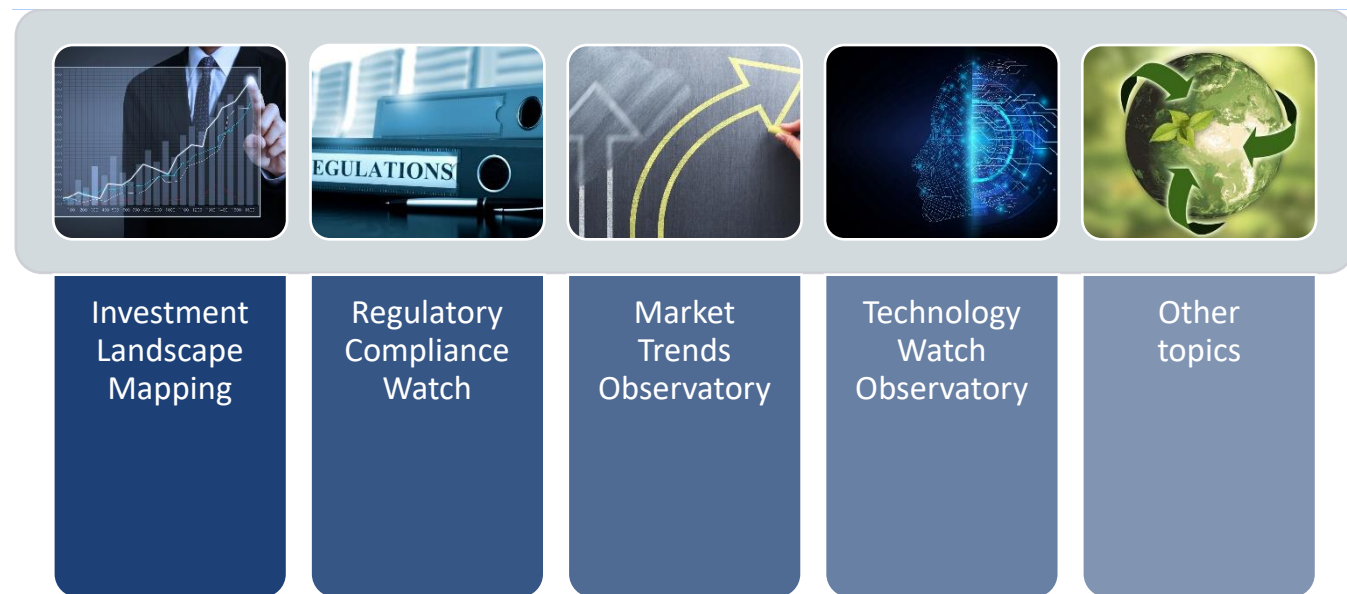 EGULATIONS
Investment
Landscape
Mapping
Regulatory
Compliance
Watch
Market
Trends
Observatory
Technology
Watch
Observatory
Other
topics